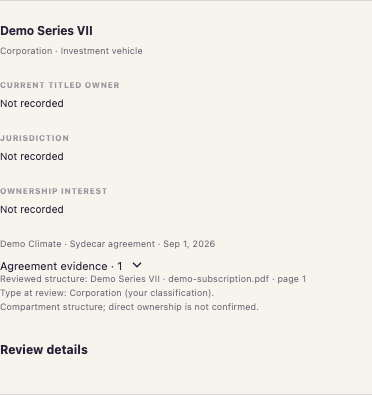 Demo Series VII
Corporation · Investment vehicle
CURRENT TITLED OWNER
Not recorded
JURISDICTION
Not recorded
OWNERSHIP INTEREST
Not recorded
Demo Climate · Sydecar agreement · Sep 1, 2026
Agreement evidence · 1
Reviewed structure: Demo Series VII · demo-subscription.pdf · page 1
Type at review: Corporation (your classification).
Compartment structure; direct ownership is not confirmed.
Review details